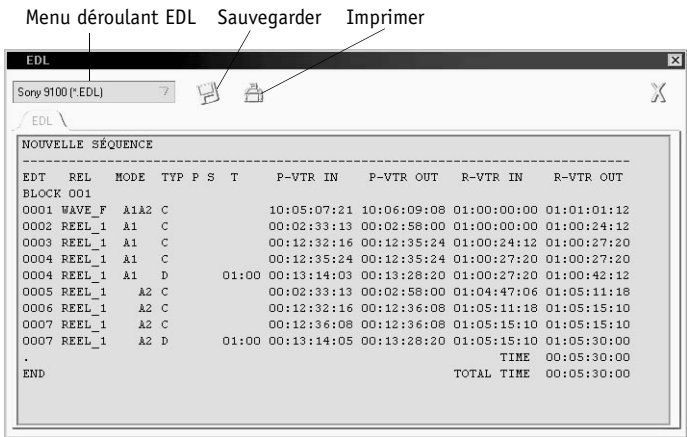 Menu déroulant EDL Sauvegarder Imprimer
EDL
Sony 9100 (*.EDL)
EDL
NOUVELLE SÉQUENCE
--------------------------------------------------------------------------------
EDT REL MODE TYP P S T P-VTR IN P-VTR OUT R-VTR IN R-VTR OUT
BLOCK 001
0001 WAVE_F A1A2 C 10:05:07:21 10:06:09:08 01:00:00:00 01:01:01:12
0002 REEL_1 A1 C 00:02:33:13 00:02:58:00 01:00:00:00 01:00:24:12
0003 REEL_1 A1 C 00:12:32:16 00:12:35:24 01:00:24:12 01:00:27:20
0004 REEL_1 A1 C 00:12:35:24 00:12:35:24 01:00:27:20 01:00:27:20
0004 REEL_1 A1 D 01:00 00:13:14:03 00:13:28:20 01:00:27:20 01:00:42:12
0005 REEL_1 A2 C 00:02:33:13 00:02:58:00 01:04:47:06 01:05:11:18
0006 REEL_1 A2 C 00:12:32:16 00:12:36:08 01:05:11:18 01:05:15:10
0007 REEL_1 A2 C 00:12:36:08 00:12:36:08 01:05:15:10 01:05:15:10
0007 REEL_1 A2 D 01:00 00:13:14:05 00:13:28:20 01:05:15:10 01:05:30:00
. TIME 00:05:30:00
END TOTAL TIME 00:05:30:00